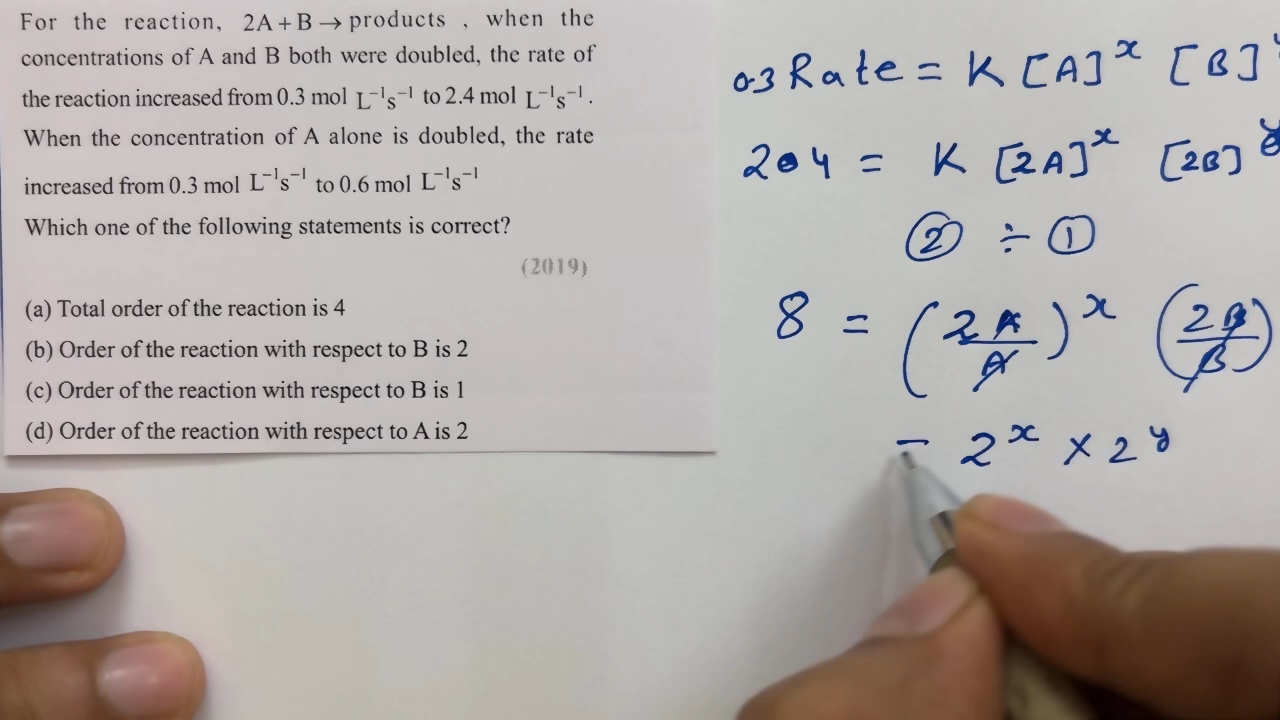 For the reaction, 2A + B → products , when the
concentrations of A and B both were doubled, the rate of
the reaction increased from 0.3 mol L⁻¹s⁻¹ to 2.4 mol L⁻¹s⁻¹.
When the concentration of A alone is doubled, the rate
increased from 0.3 mol L⁻¹s⁻¹ to 0.6 mol L⁻¹s⁻¹
Which one of the following statements is correct?
(2019)
(a) Total order of the reaction is 4
(b) Order of the reaction with respect to B is 2
(c) Order of the reaction with respect to B is 1
(d) Order of the reaction with respect to A is 2
0.3 Rate = K [A]ˣ [B]
2.4 = K [2A]ˣ [2B]ʸ
② ÷ ①
8 = (2A/A)ˣ (2B/B)
= 2ˣ × 2ʸ